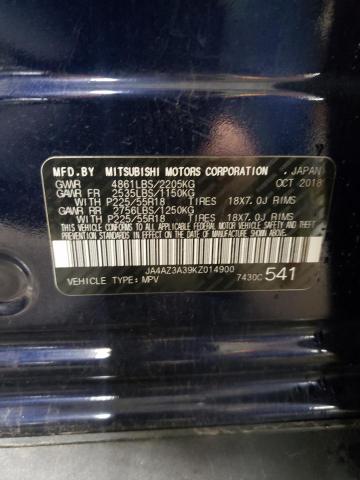 MFD.BY MITSUBISHI MOTORS CORPORATION, JAPAN
GVWR 4861LBS/2205KG OCT 2018
GAWR FR 2535LBS/1150KG
WITH P225/55R18 TIRES 18X7.0J RIMS
GAWR RR 2756LBS/1250KG
WITH P225/55R18 TIRES 18X7.0J RIMS
THIS VEHICLE CONFORMS TO ALL APPLICABLE FEDERAL
MOTOR VEHICLE SAFETY, BUMPER, AND THEFT
PREVENTION STANDARDS IN EFFECT ON THE DATE OF
MANUFACTURE SHOWN ABOVE.
JA4AZ3A39KZ014900
VEHICLE TYPE: MPV 7430C 541